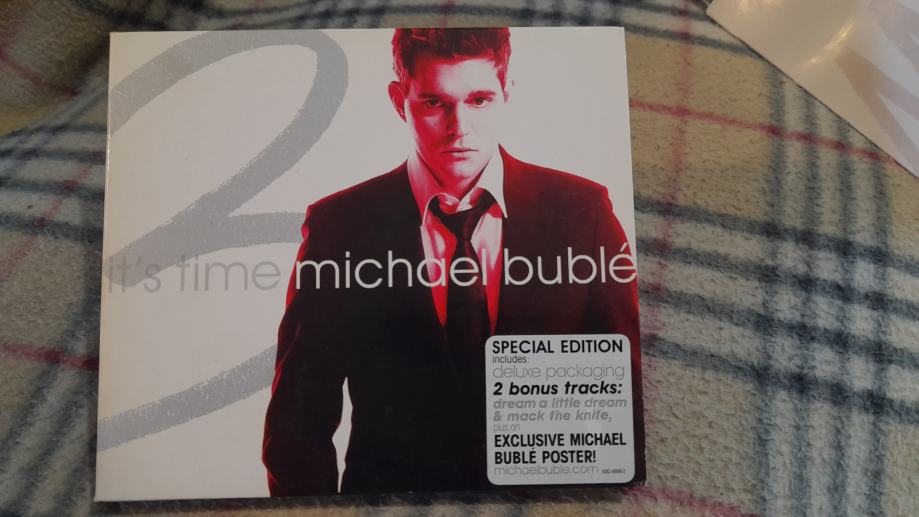 it's time michael bublé
SPECIAL EDITION
includes:
deluxe packaging
2 bonus tracks:
dream a little dream
& mack the knife,
plus an
EXCLUSIVE MICHAEL
BUBLÉ POSTER!
michaelbuble.com